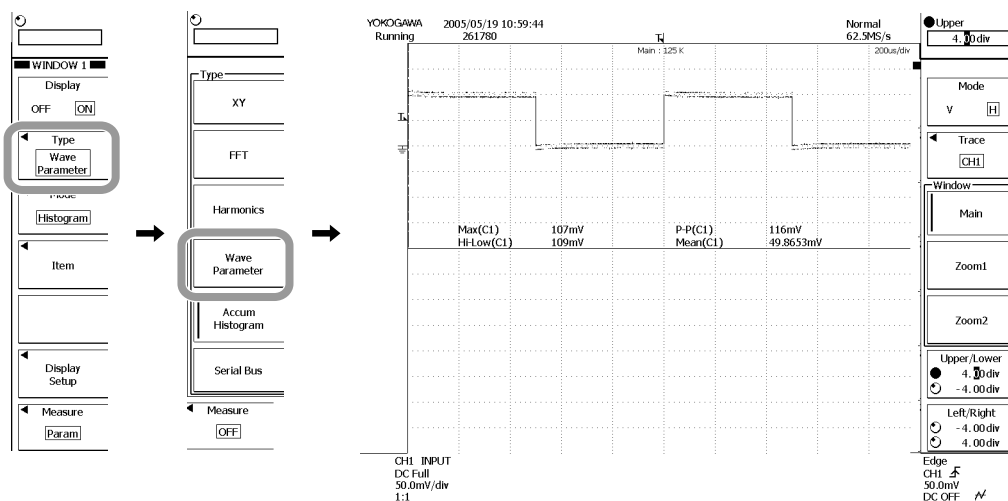 WINDOW 1
Display
OFF ON
Type
Wave
Parameter
Mode
Histogram
Item
Display
Setup
Measure
Param
Type
XY
FFT
Harmonics
Wave
Parameter
Accum
Histogram
Serial Bus
Measure
OFF
YOKOGAWA 2005/05/19 10:59:44
Running 261780
Normal
62.5MS/s
Main : 125 K
200us/div
T
T
Max(C1) 107mV P-P(C1) 116mV
Hi-Low(C1) 109mV Mean(C1) 49.8653mV
CH1 INPUT
DC Full
50.0mV/div
1:1
Upper
4.00div
Mode
V H
Trace
CH1
Window
Main
Zoom1
Zoom2
Upper/Lower
4.00div
-4.00div
Left/Right
-4.00div
4.00div
Edge
CH1
50.0mV
DC OFF